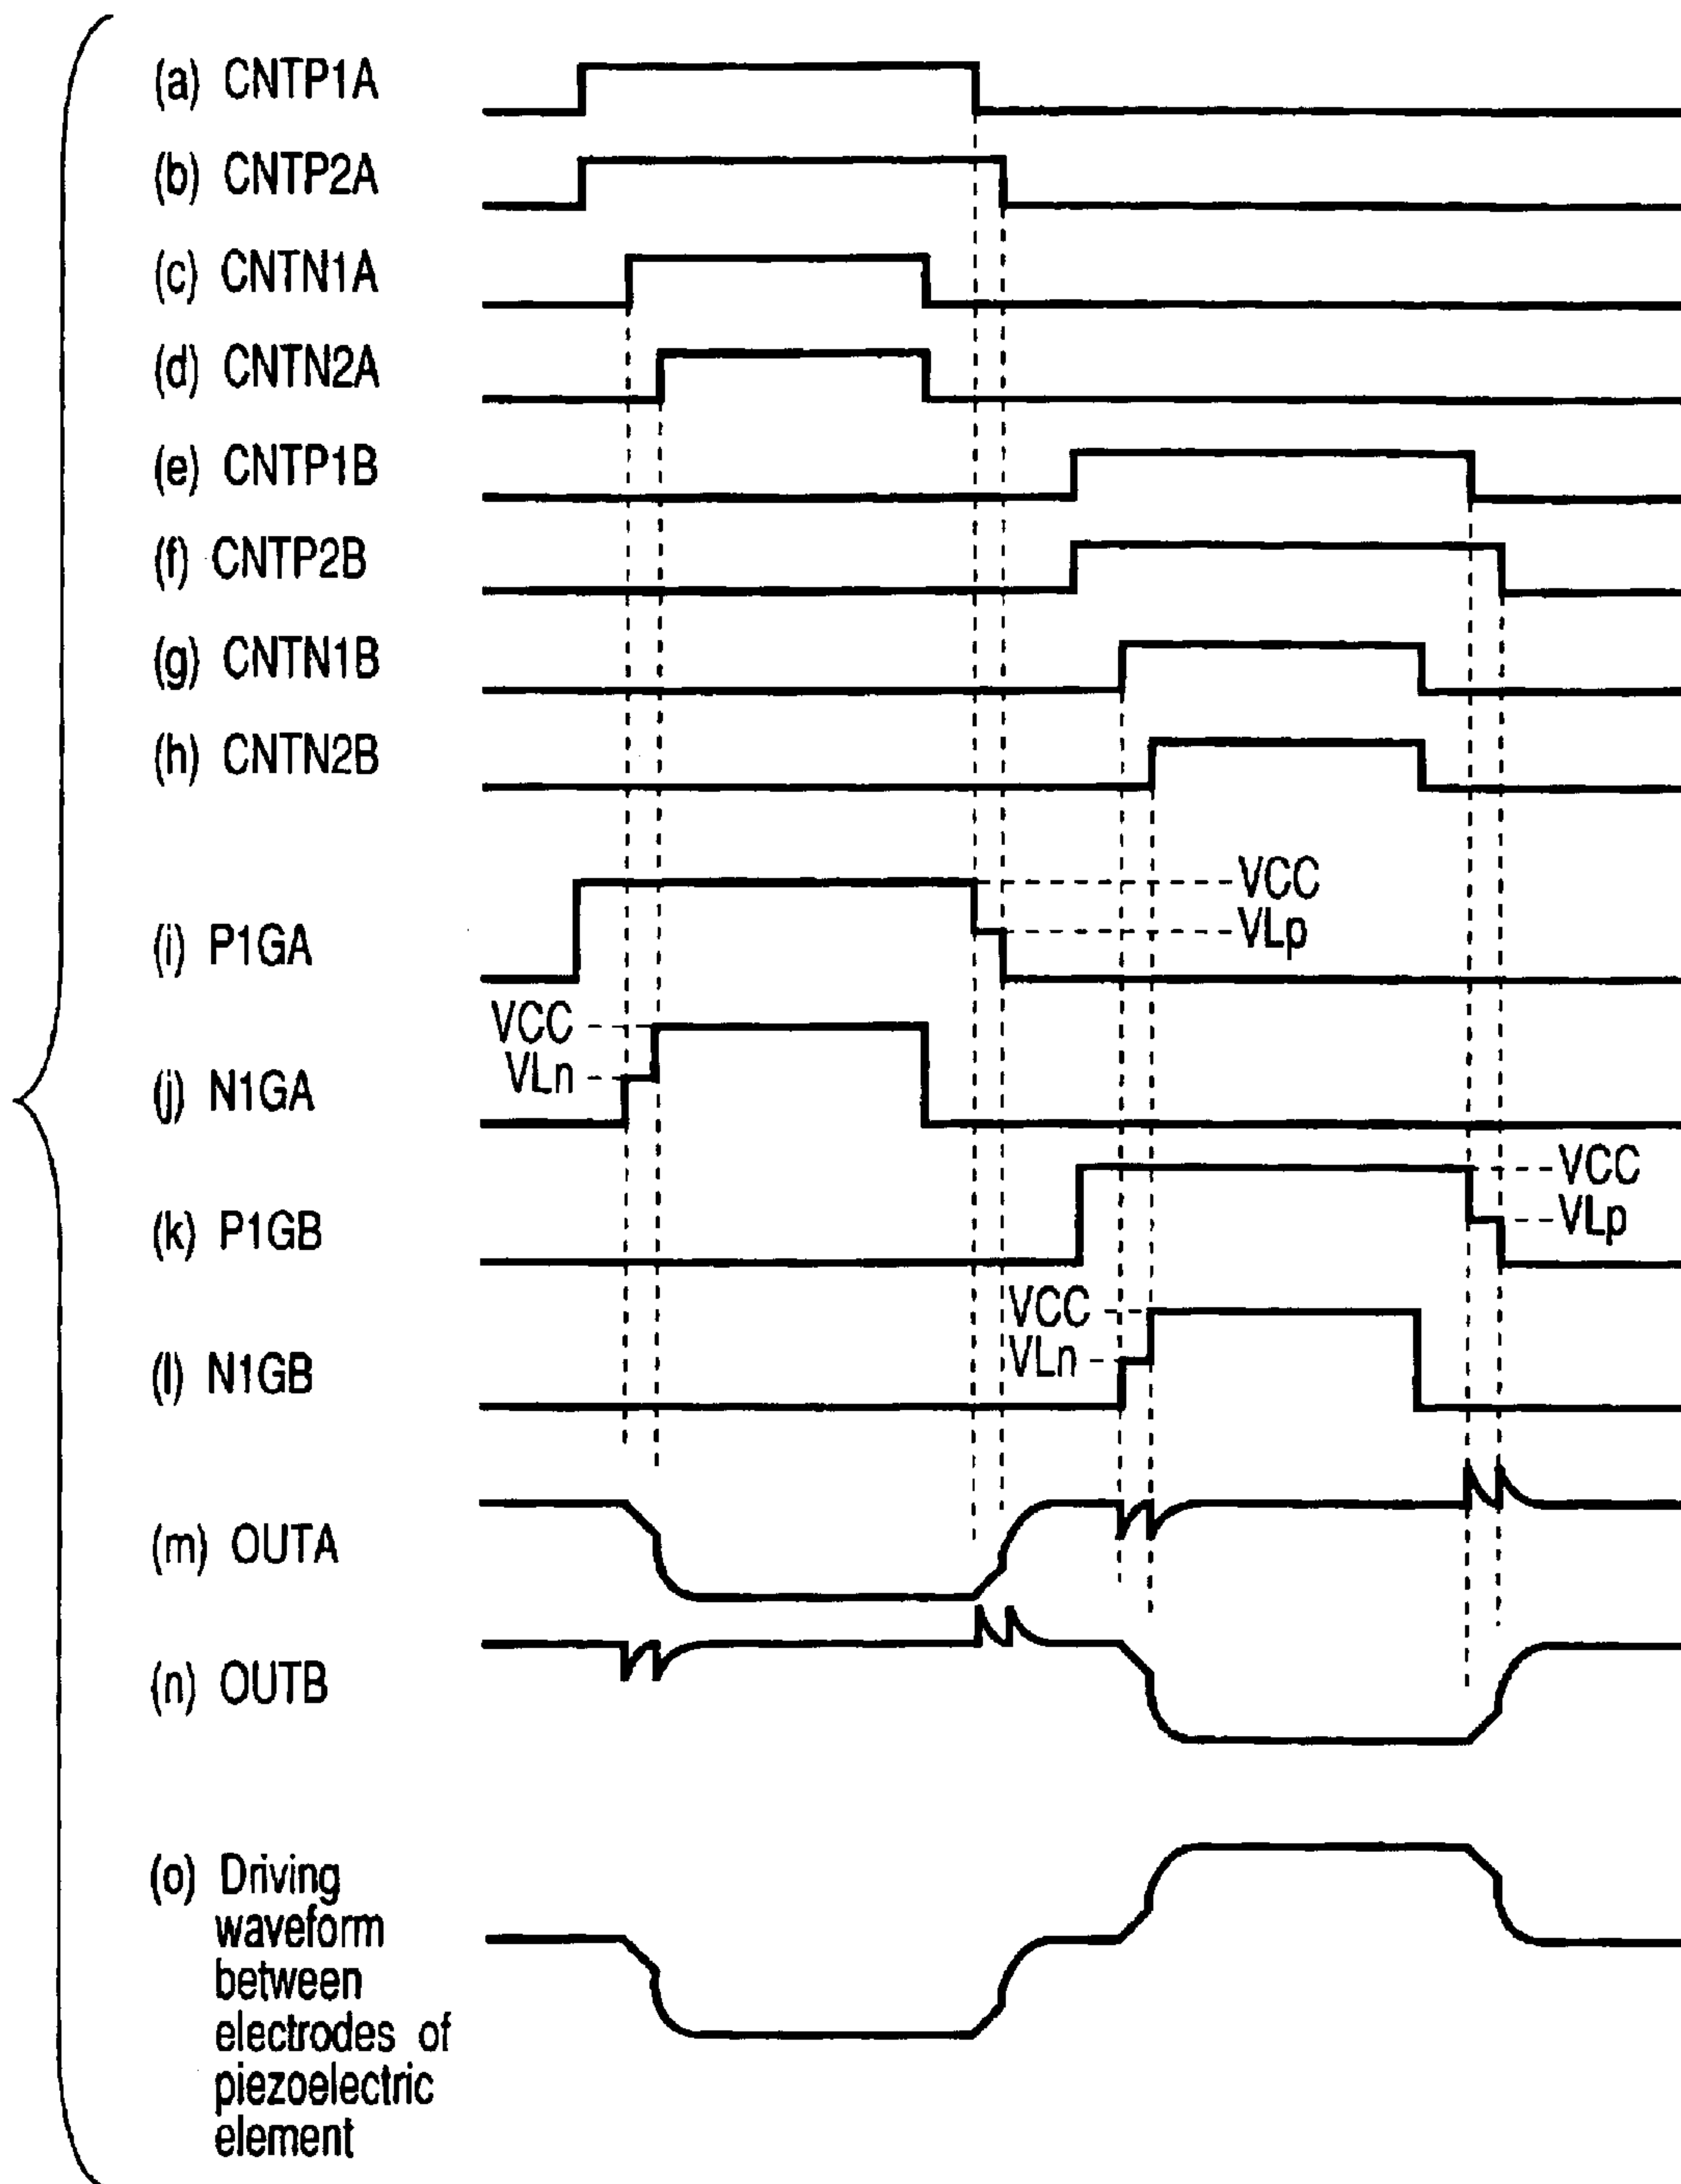 (a) CNTP1A
(b) CNTP2A
(c) CNTN1A
(d) CNTN2A
(e) CNTP1B
(f) CNTP2B
(g) CNTN1B
(h) CNTN2B
VCC
(i) P1GA
VLp
VCC
VLn
(j) N1GA
VCC
(k) P1GB
VLp
VCC
VLn
(l) N1GB
(m) OUTA
(n) OUTB
(o) Driving
waveform
between
electrodes of
piezoelectric
element